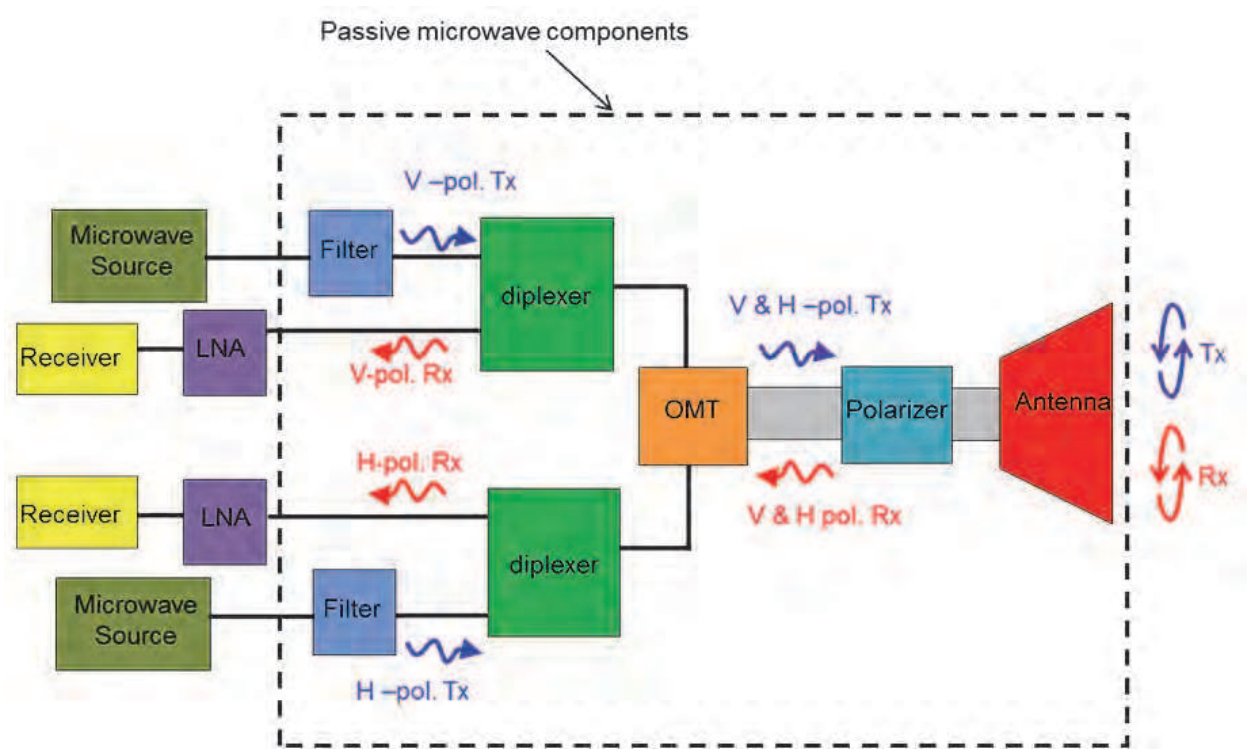 Passive microwave components
V –pol. Tx
Microwave
Source
Filter
diplexer
V & H –pol. Tx
Tx
Receiver
LNA
V-pol. Rx
OMT
Polarizer
Antenna
H-pol. Rx
Rx
Receiver
LNA
V & H pol. Rx
diplexer
Microwave
Source
Filter
H –pol. Tx